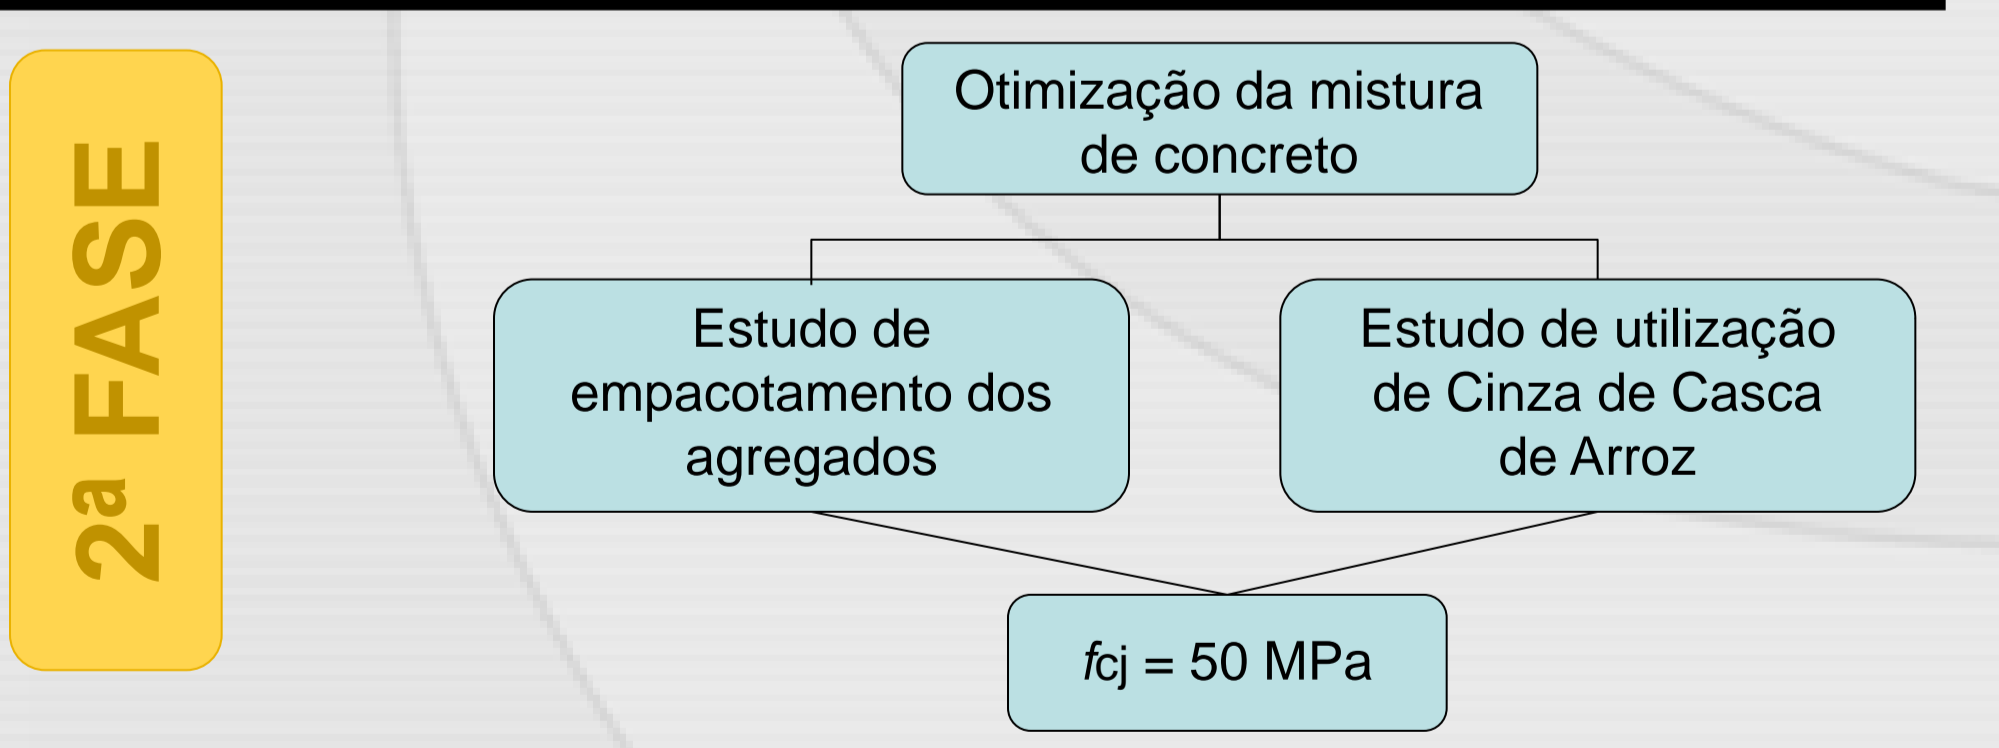 2ª FASE
Otimização da mistura
de concreto
Estudo de
empacotamento dos
agregados
Estudo de utilização
de Cinza de Casca
de Arroz
fcj = 50 MPa